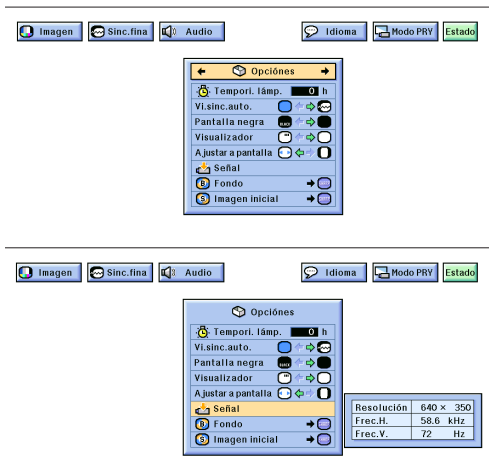 Imagen Sinc.fina Audio Idioma Modo PRY Estado
Opciónes
Tempori. lámp. 0 h
Vi.sinc.auto.
Pantalla negra
Visualizador
Ajustar a pantalla
Señal
B Fondo
S Imagen inicial
Imagen Sinc.fina Audio Idioma Modo PRY Estado
Opciónes
Tempori. lámp. 0 h
Vi.sinc.auto.
Pantalla negra
Visualizador
Ajustar a pantalla
Señal
B Fondo
S Imagen inicial
Resolución 640 × 350
Frec.H. 58.6 kHz
Frec.V. 72 Hz